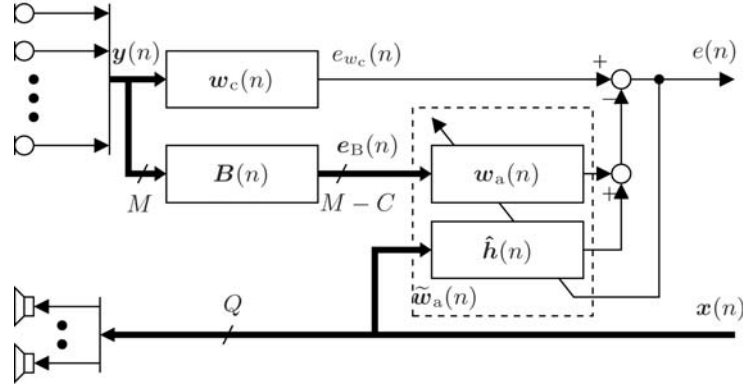 y(n)
w_c(n)
e_{w_c}(n)
+
e(n)
−
M
B(n)
e_B(n)
M − C
w_a(n)
+
ĥ(n)
w̃_a(n)
Q
x(n)